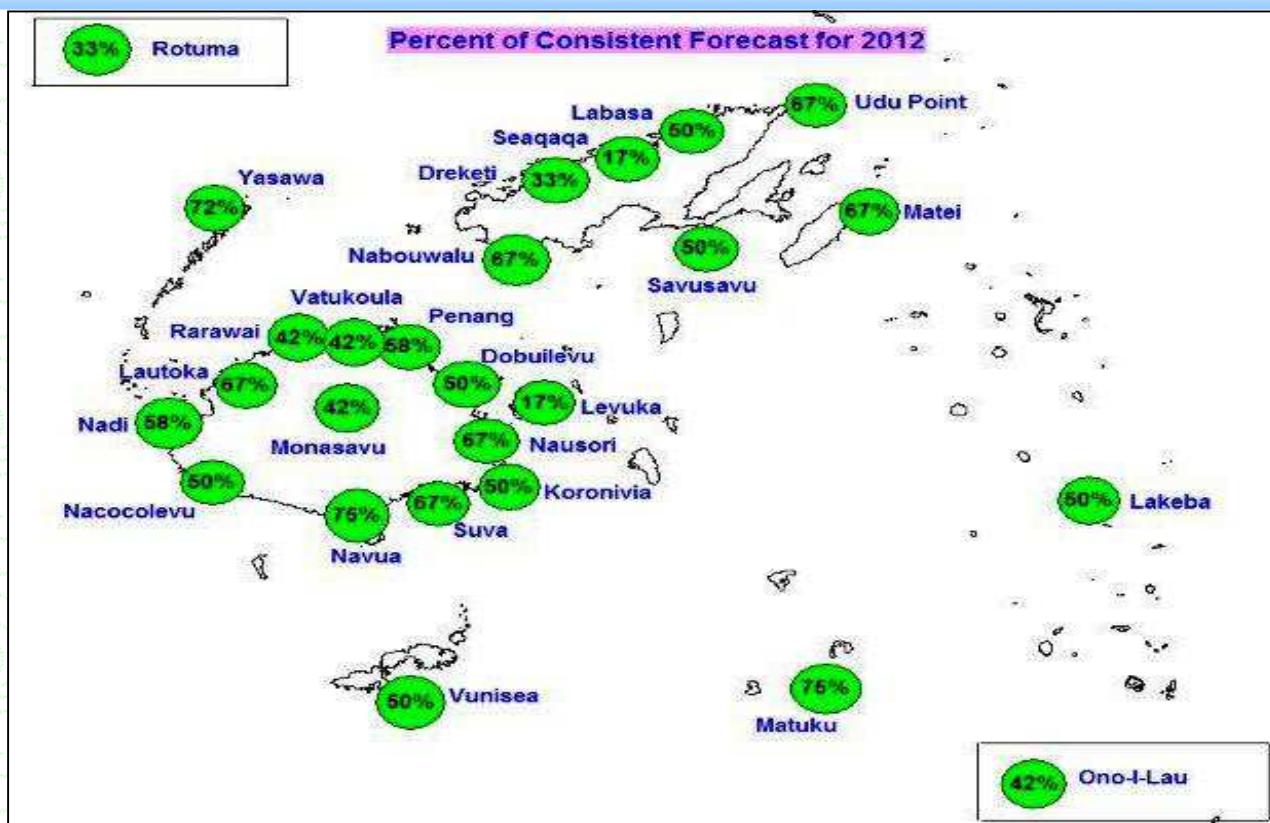 33% Rotuma
Percent of Consistent Forecast for 2012
67% Udu Point
Labasa 50%
Seaqaqa 17%
Dreketi 33%
Yasawa
72%
67% Matei
Nabouwalu 67%
50%
Savusavu
Vatukoula
Rarawai 42% 42% 58% Penang
Dobuilevu
50%
Lautoka
67%
17% Levuka
42%
Monasavu
Nadi 58%
67% Nausori
50%
Nacocolevu
50% Koronivia
75%
Navua
67%
Suva
50% Lakeba
50% Vunisea
75%
Matuku
42% Ono-I-Lau